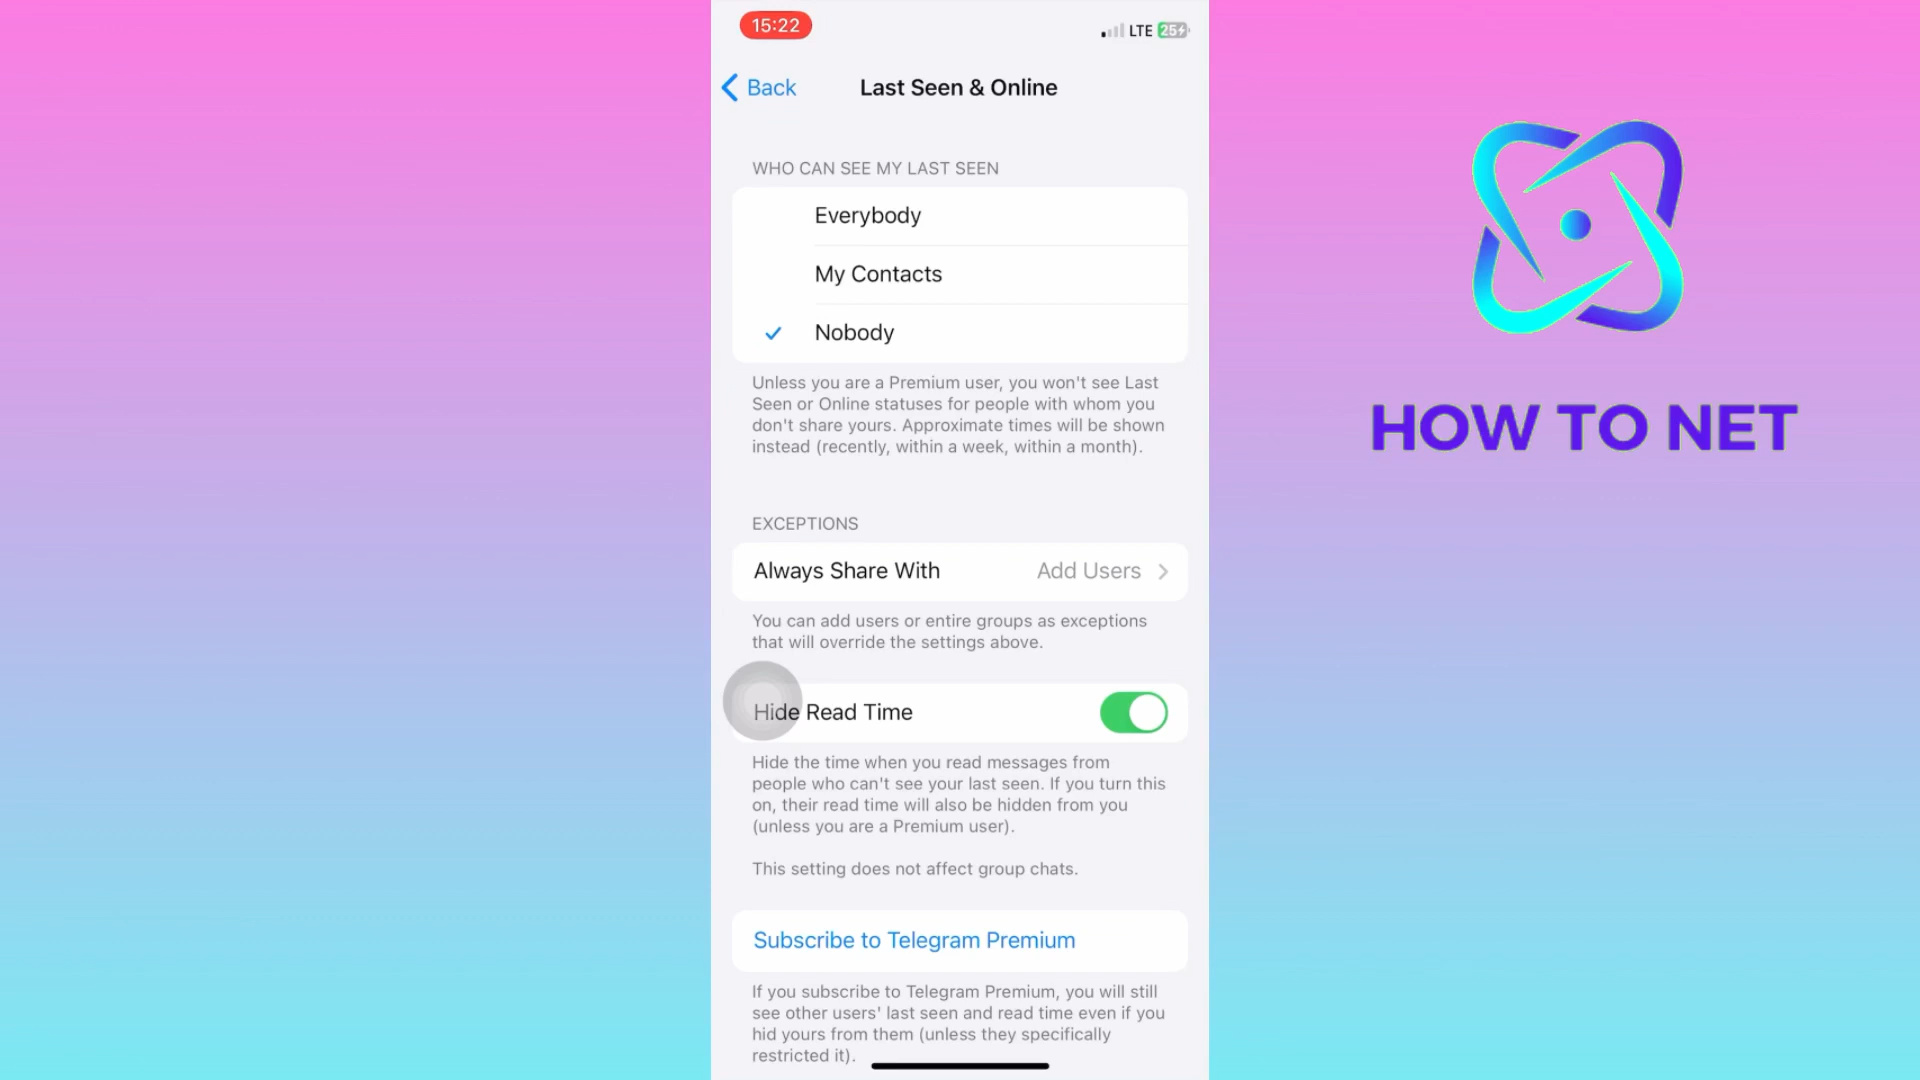 15:22
LTE 25
Back
Last Seen & Online
WHO CAN SEE MY LAST SEEN
Everybody
My Contacts
Nobody
Unless you are a Premium user, you won't see Last
Seen or Online statuses for people with whom you
don't share yours. Approximate times will be shown
instead (recently, within a week, within a month).
EXCEPTIONS
Always Share With Add Users
You can add users or entire groups as exceptions
that will override the settings above.
Hide Read Time
Hide the time when you read messages from
people who can't see your last seen. If you turn this
on, their read time will also be hidden from you
(unless you are a Premium user).
This setting does not affect group chats.
Subscribe to Telegram Premium
If you subscribe to Telegram Premium, you will still
see other users' last seen and read time even if you
hid yours from them (unless they specifically
restricted it).
HOW TO NET